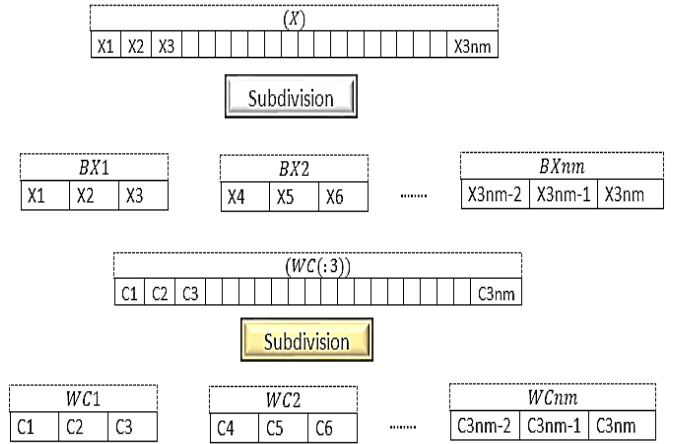 (X)
X1 X2 X3 X3nm
Subdivision
BX1 BX2 BXnm
X1 X2 X3 X4 X5 X6 ........ X3nm-2 X3nm-1 X3nm
(WC(:3))
C1 C2 C3 C3nm
Subdivision
WC1 WC2 WCnm
C1 C2 C3 C4 C5 C6 ........ C3nm-2 C3nm-1 C3nm